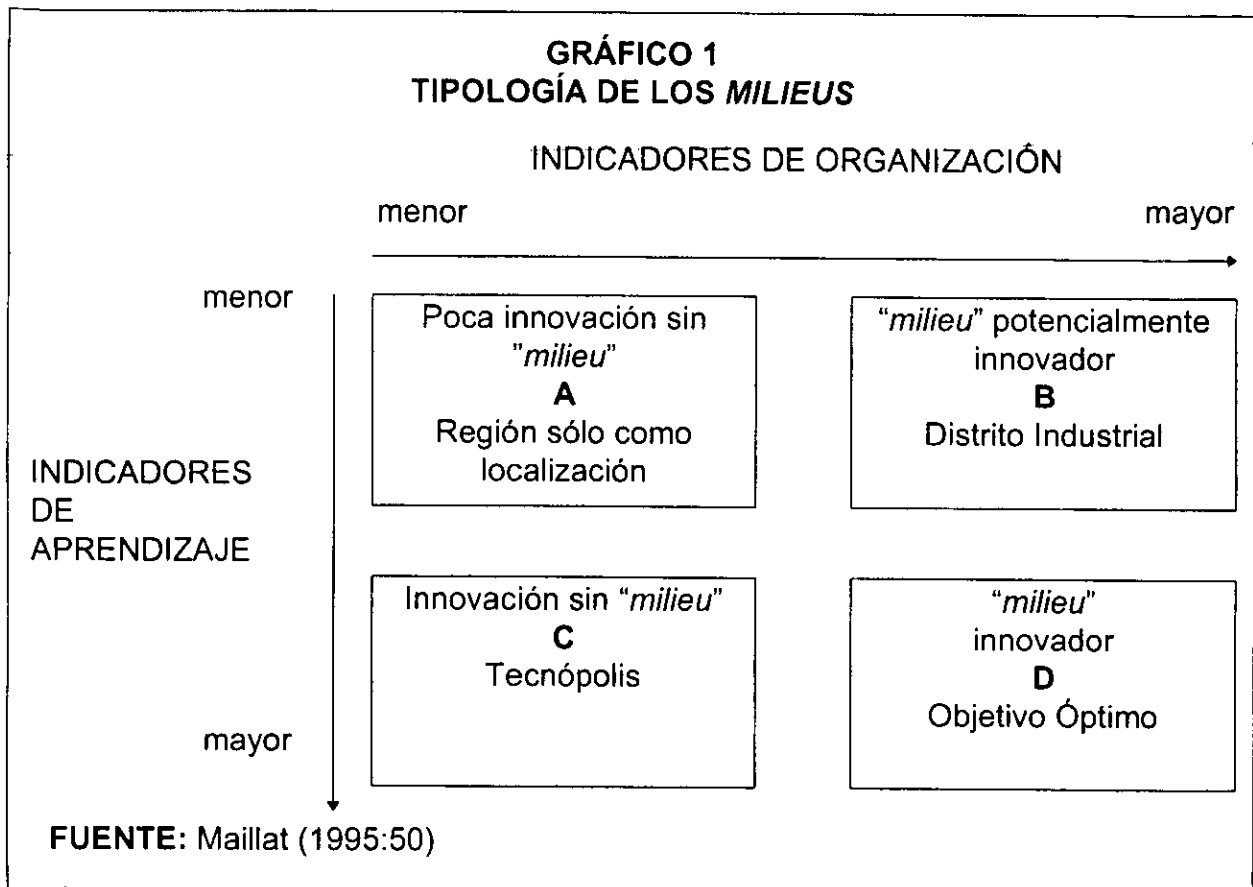 GRÁFICO 1
TIPOLOGÍA DE LOS MILIEUS
INDICADORES DE ORGANIZACIÓN
menor
mayor
menor
Poca innovación sin
"milieu"
A
Región sólo como
localización
“milieu” potencialmente
innovador
B
Distrito Industrial
INDICADORES
DE
APRENDIZAJE
Innovación sin “milieu”
C
Tecnópolis
“milieu”
innovador
D
Objetivo Óptimo
mayor
FUENTE: Maillat (1995:50)